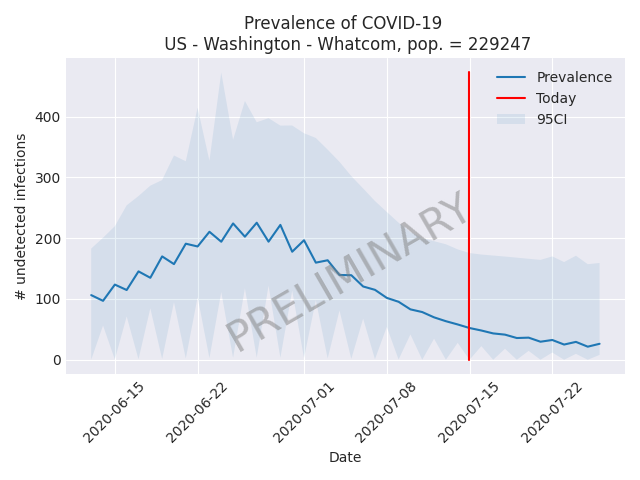 Prevalence of COVID-19
US - Washington - Whatcom, pop. = 229247
# undetected infections
400
300
200
100
0
Prevalence
Today
95CI
PRELIMINARY
2020-06-15
2020-06-22
2020-07-01
2020-07-08
2020-07-15
2020-07-22
Date